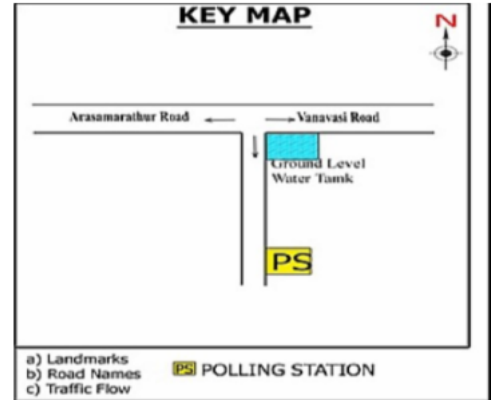 KEY MAP
N
Arasamarathur Road
Vanavasi Road
Ground Level
Water Tamk
PS
a) Landmarks
b) Road Names
c) Traffic Flow
PS POLLING STATION